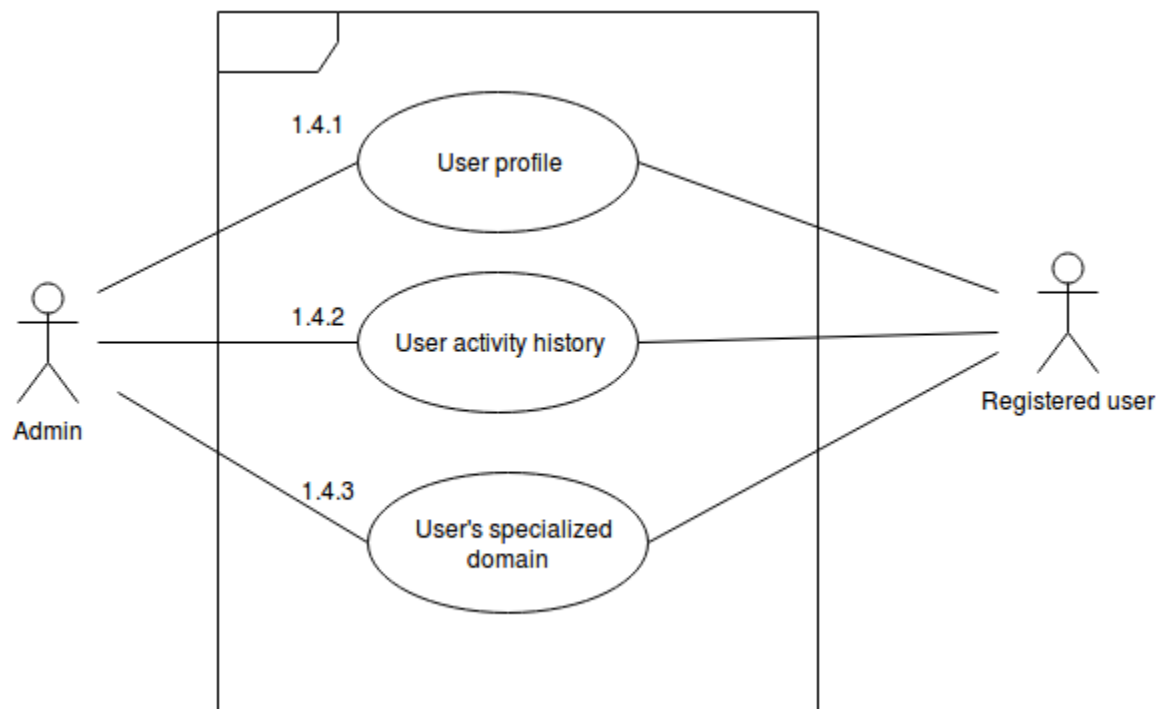 1.4.1
User profile
1.4.2
User activity history
Admin
Registered user
1.4.3
User's specialized
domain